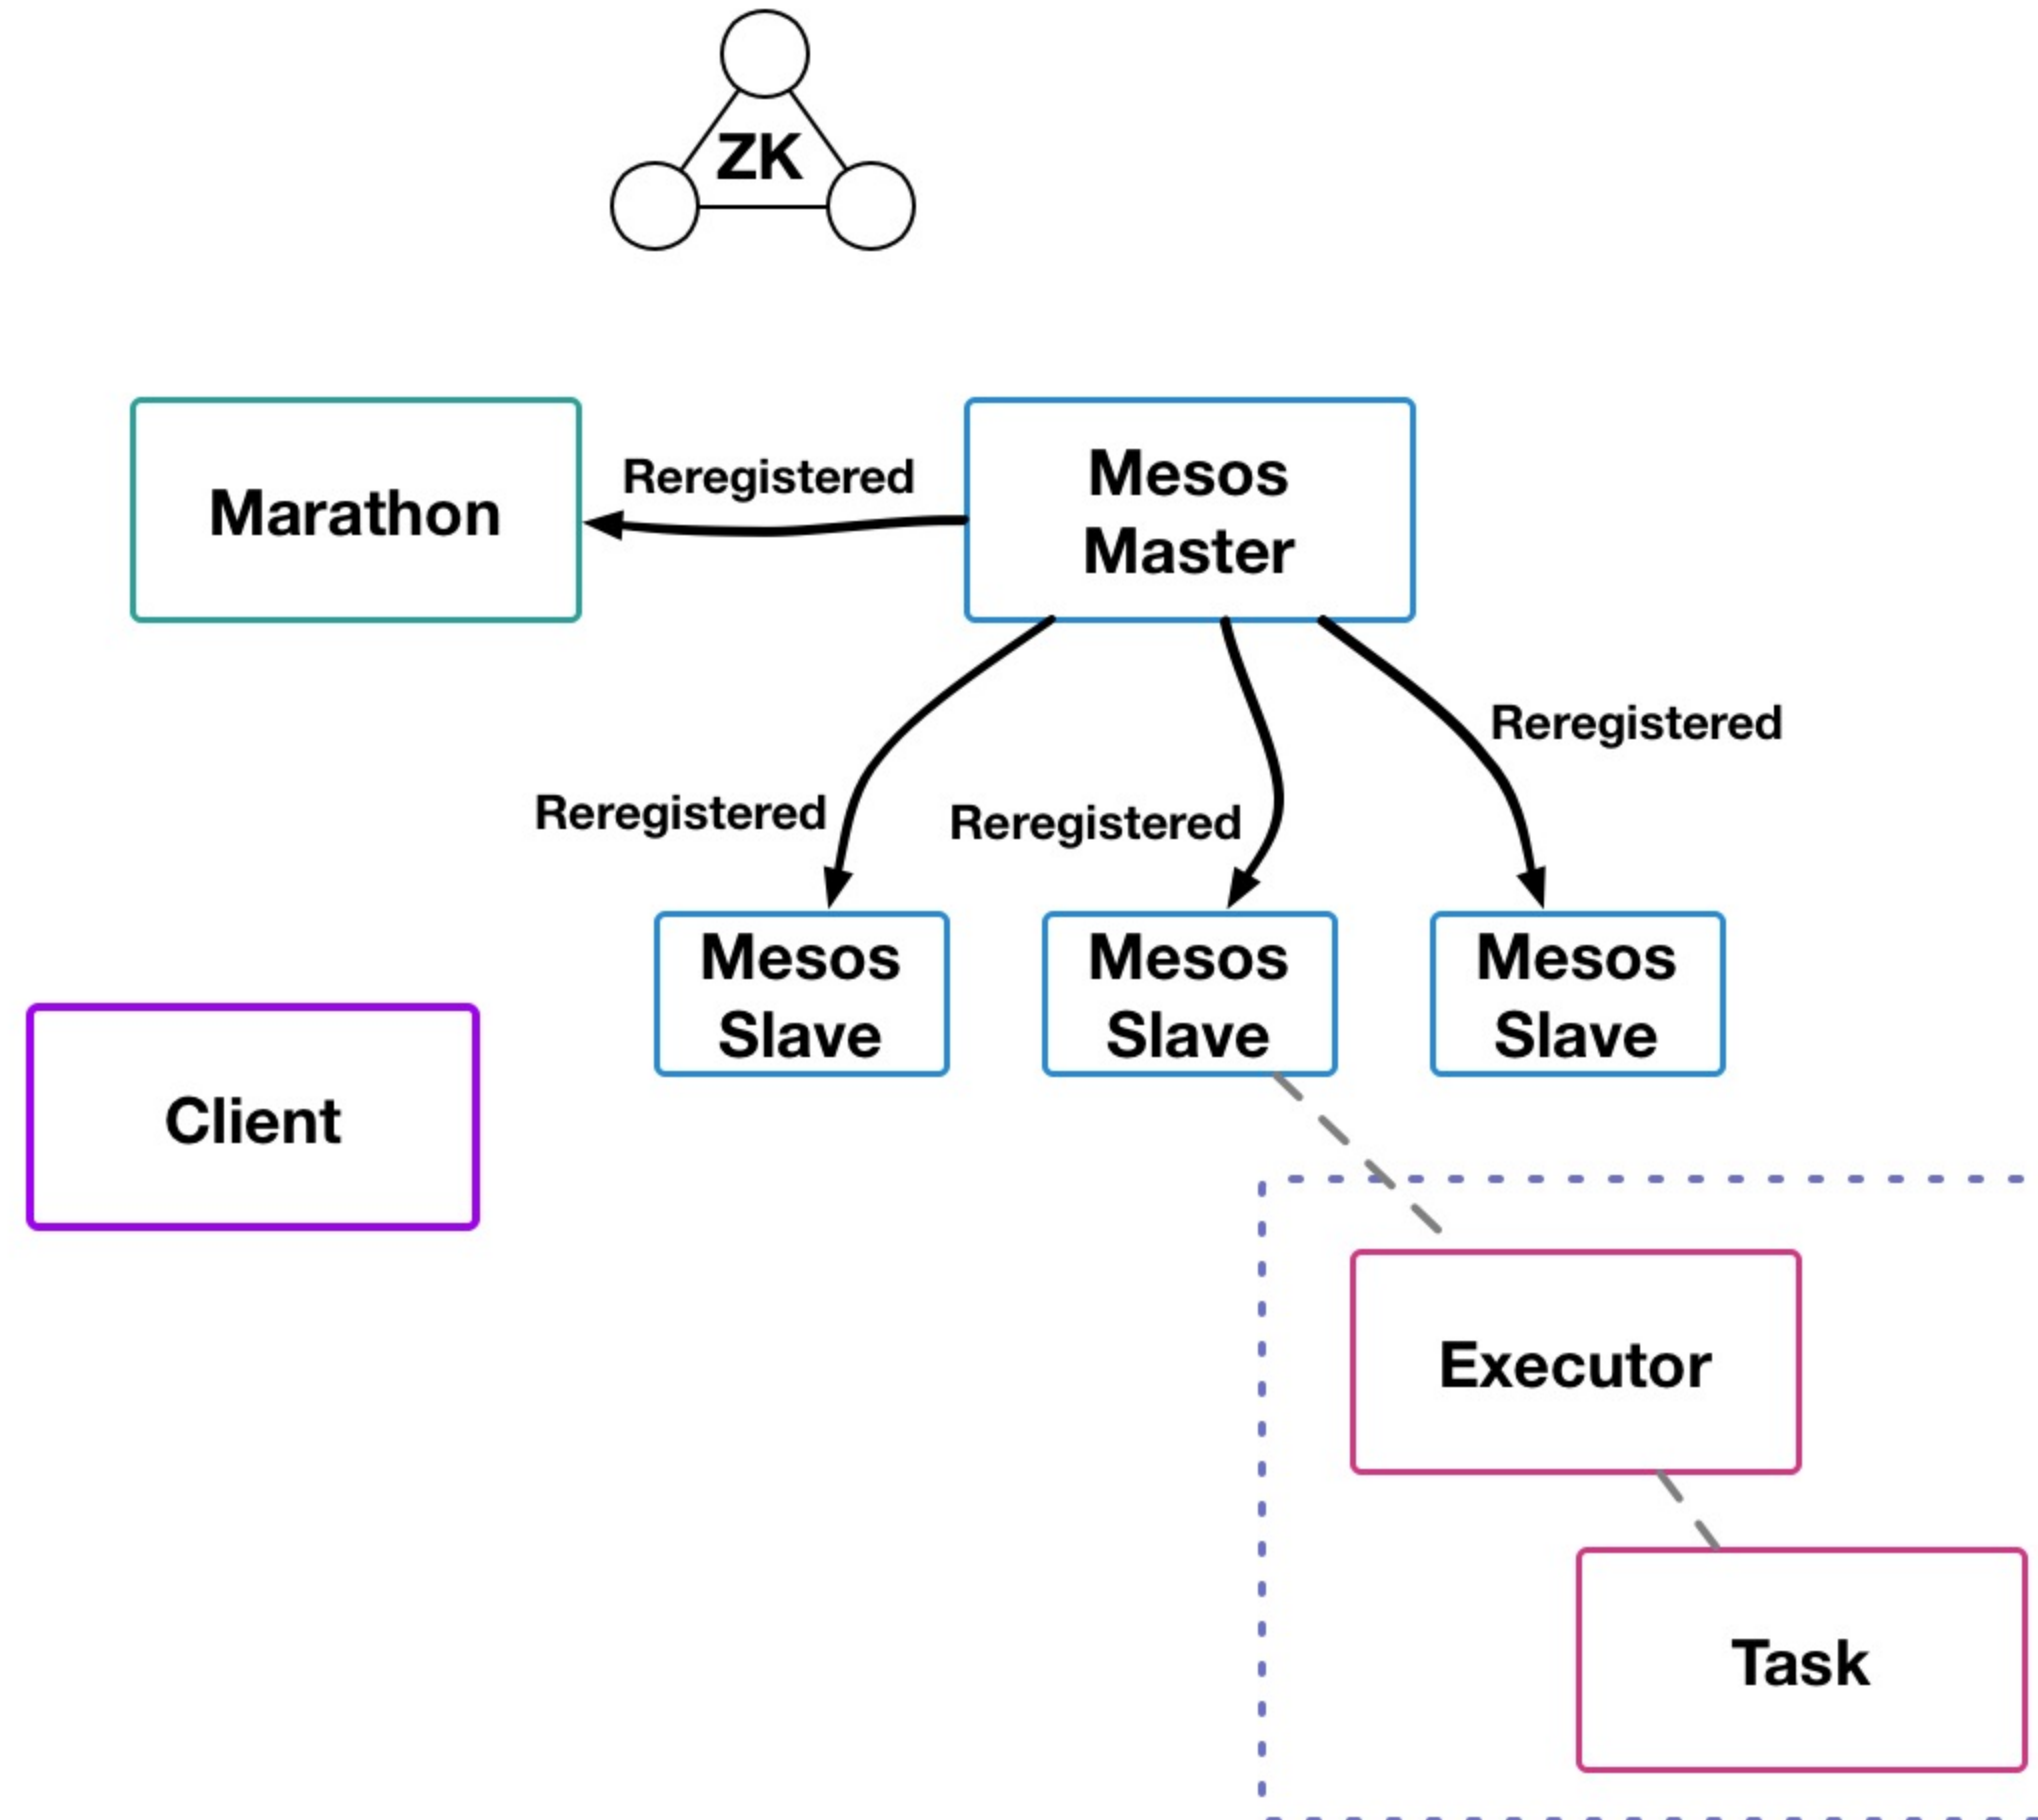 ZK
Marathon
Reregistered
Mesos
Master
Reregistered
Reregistered
Reregistered
Mesos
Slave
Mesos
Slave
Mesos
Slave
Client
Executor
Task